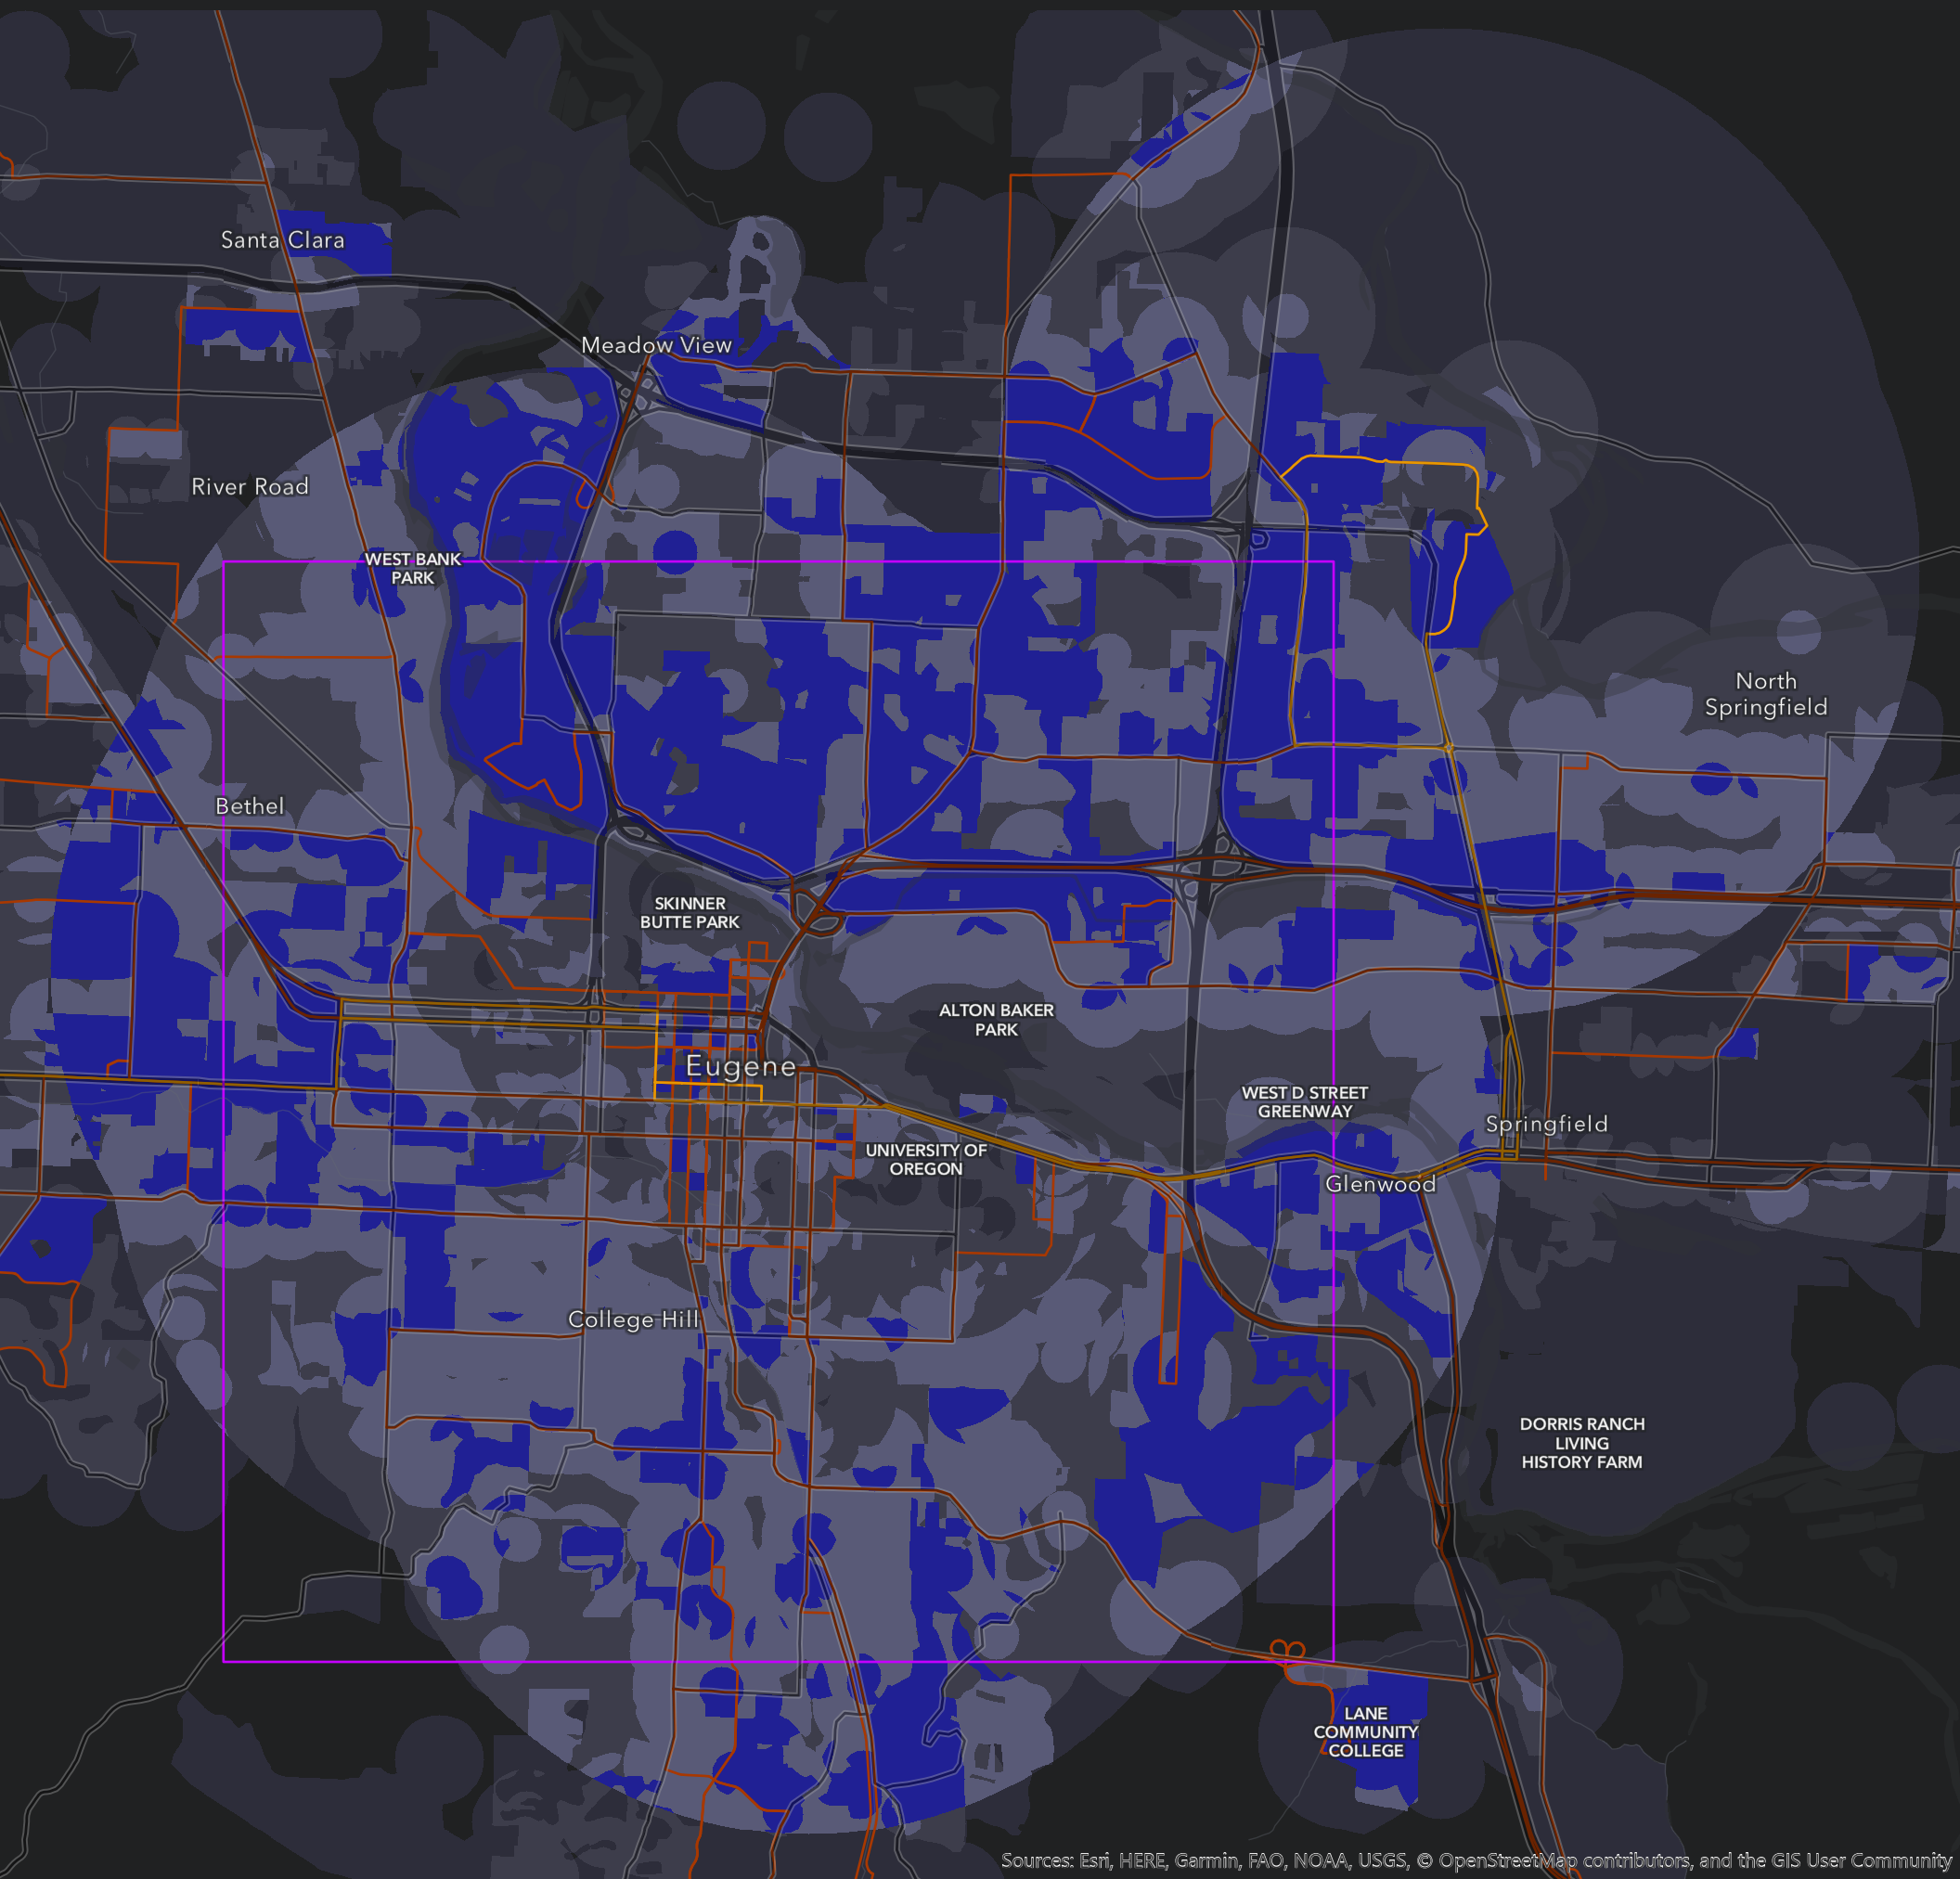 Santa Clara
Meadow View
River Road
WEST BANK
PARK
North
Springfield
Bethel
SKINNER
BUTTE PARK
ALTON BAKER
PARK
Eugene
WEST D STREET
GREENWAY
Springfield
UNIVERSITY OF
OREGON
Glenwood
College Hill
DORRIS RANCH
LIVING
HISTORY FARM
LANE
COMMUNITY
COLLEGE
Sources: Esri, HERE, Garmin, FAO, NOAA, USGS, © OpenStreetMap contributors, and the GIS User Community